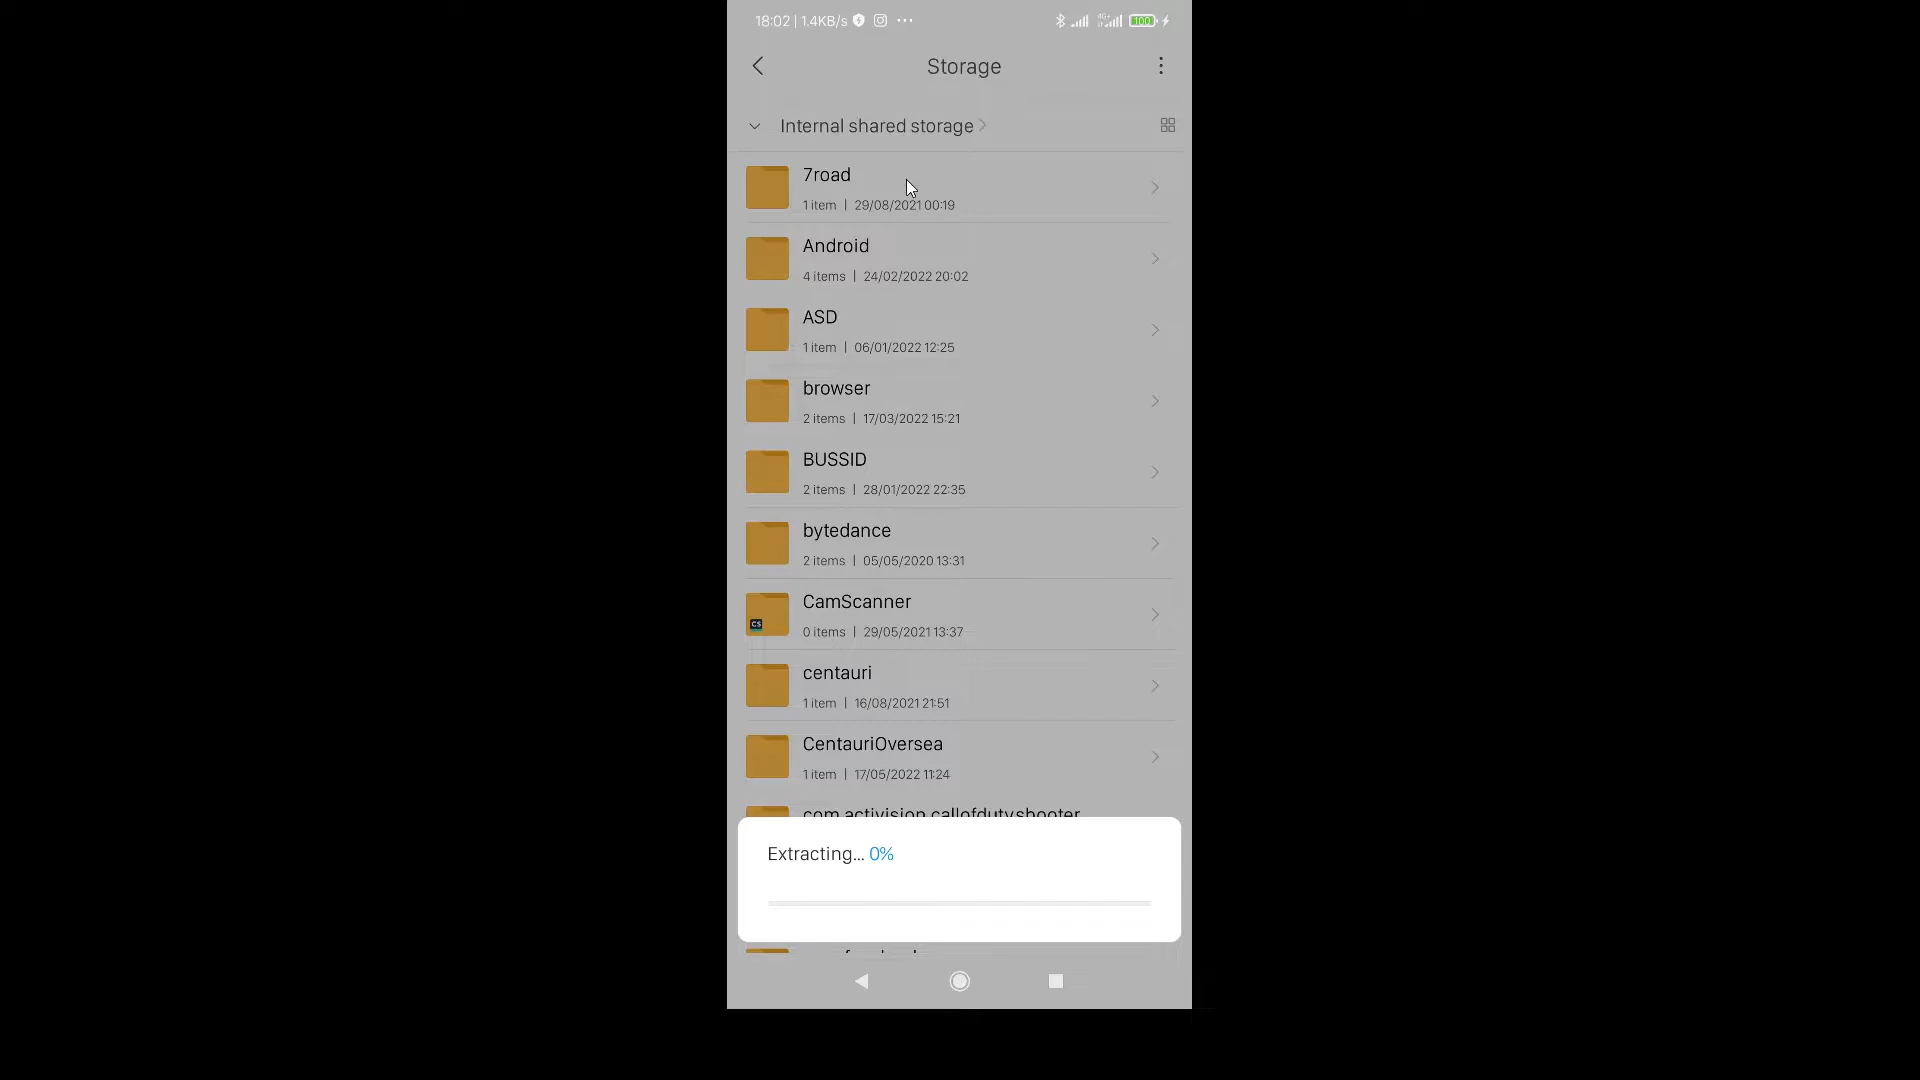 18:02 | 1.4KB/s
4G+
100
Storage
Internal shared storage
7road
1 item | 29/08/2021 00:19
Android
4 items | 24/02/2022 20:02
ASD
1 item | 06/01/2022 12:25
browser
2 items | 17/03/2022 15:21
BUSSID
2 items | 28/01/2022 22:35
bytedance
2 items | 05/05/2020 13:31
CamScanner
CS
0 items | 29/05/2021 13:37
centauri
1 item | 16/08/2021 21:51
CentauriOversea
1 item | 17/05/2022 11:24
com.activision.callofduty.shooter
Extracting... 0%